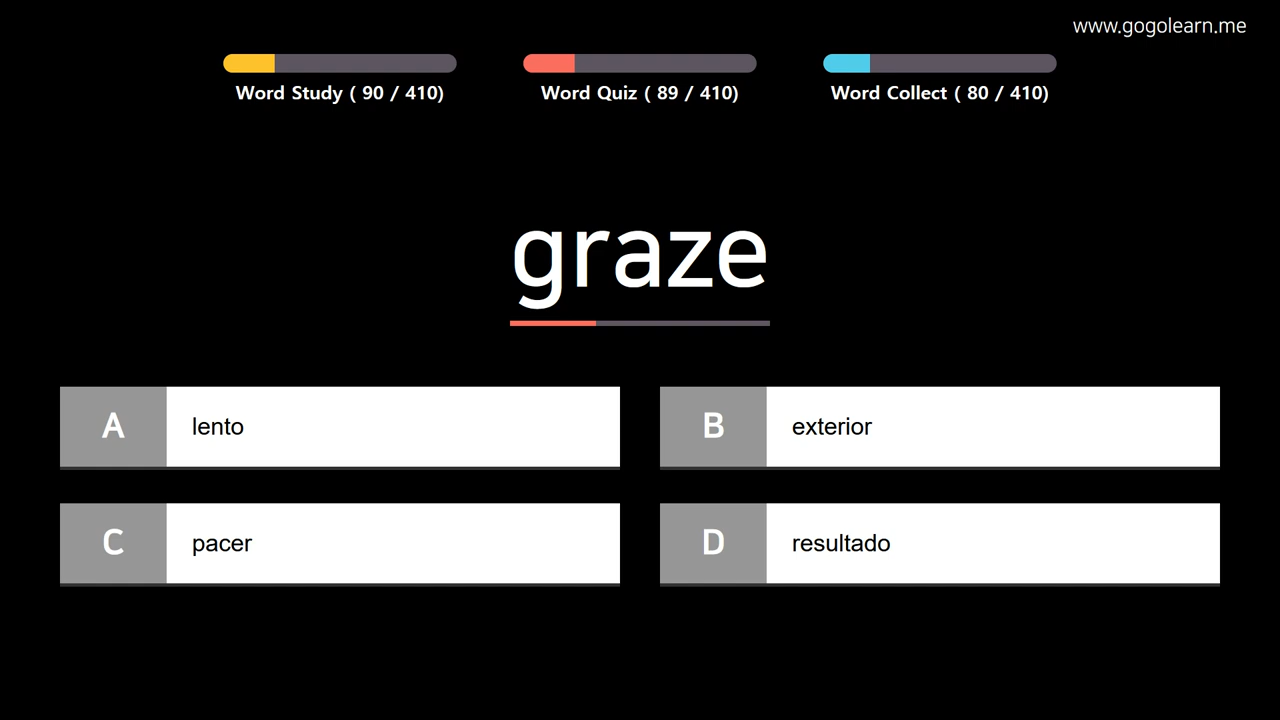 www.gogolearn.me
Word Study ( 90 / 410)
Word Quiz ( 89 / 410)
Word Collect ( 80 / 410)
graze
A lento
B exterior
C pacer
D resultado